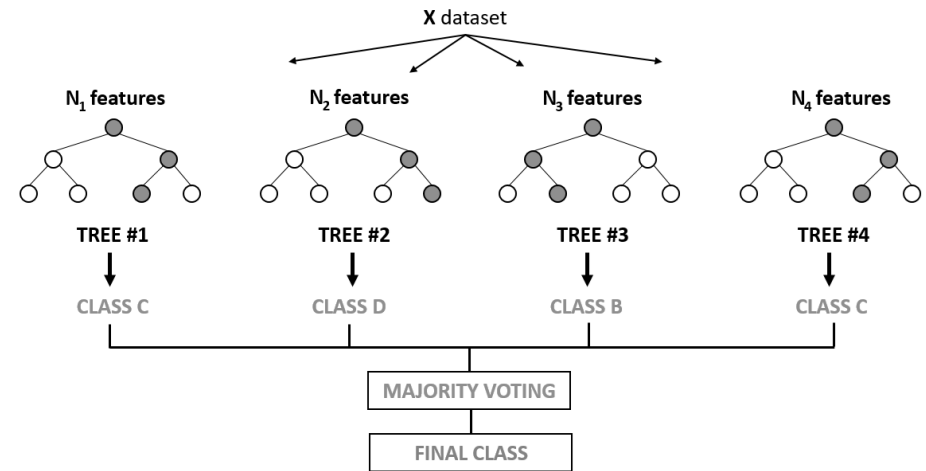 X dataset
N1 features
N2 features
N3 features
N4 features
TREE #1
TREE #2
TREE #3
TREE #4
CLASS C
CLASS D
CLASS B
CLASS C
MAJORITY VOTING
FINAL CLASS